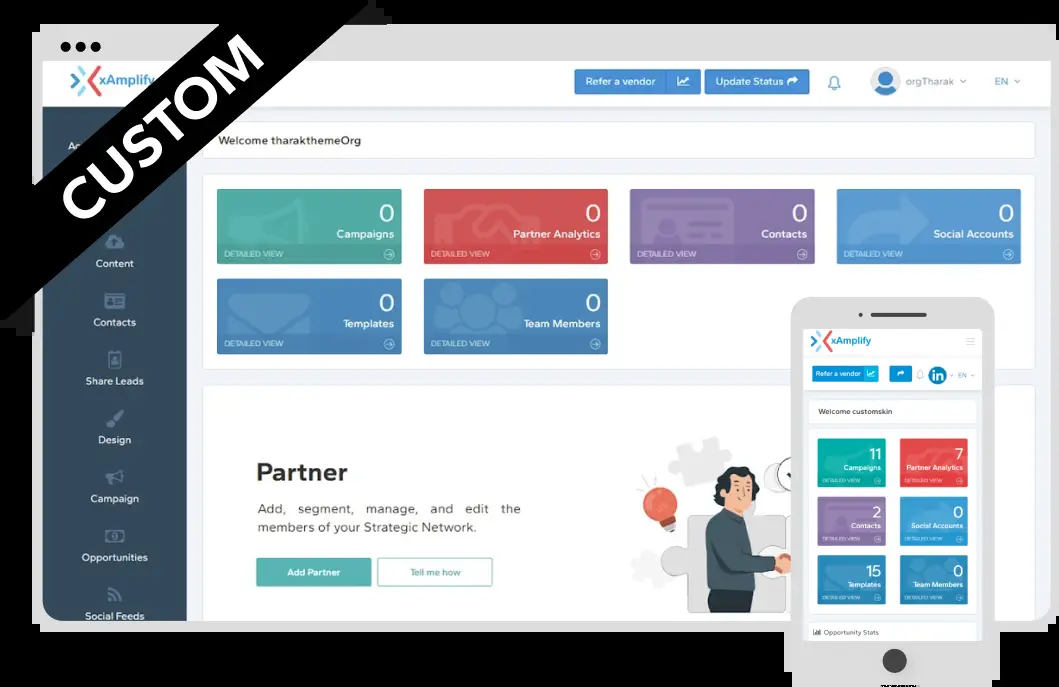 CUSTOM
xAmplify
Refer a vendor
Update Status
orgTharak
EN
Welcome tharakthemeOrg
0
Campaigns
DETAILED VIEW
0
Partner Analytics
DETAILED VIEW
0
Contacts
DETAILED VIEW
0
Social Accounts
DETAILED VIEW
0
Templates
DETAILED VIEW
0
Team Members
DETAILED VIEW
Content
Contacts
Share Leads
Design
Campaign
Opportunities
Social Feeds
Partner
Add, segment, manage, and edit the
members of your Strategic Network.
Add Partner
Tell me how
xAmplify
Refer a vendor
in
EN
Welcome customskin
11
Campaigns
DETAILED VIEW
7
Partner Analytics
DETAILED VIEW
2
Contacts
DETAILED VIEW
0
Social Accounts
DETAILED VIEW
15
Templates
DETAILED VIEW
0
Team Members
DETAILED VIEW
Opportunity Stats